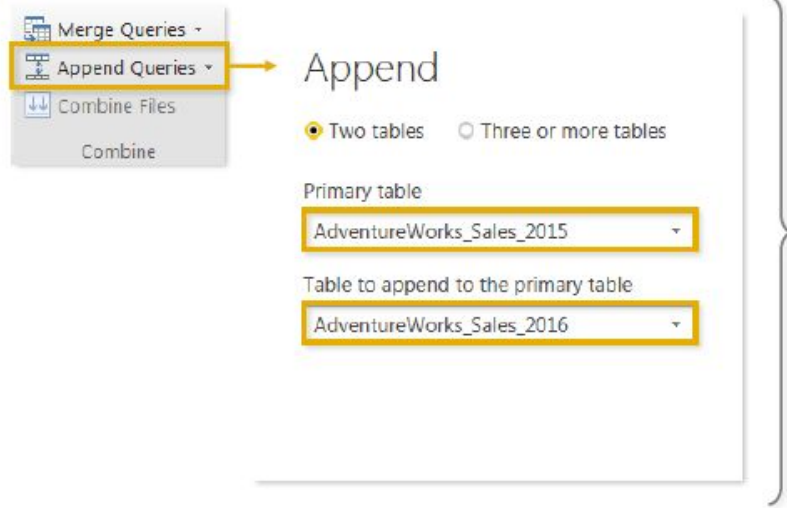 Merge Queries
Append Queries
Combine Files
Combine
Append
Two tables
Three or more tables
Primary table
AdventureWorks_Sales_2015
Table to append to the primary table
AdventureWorks_Sales_2016